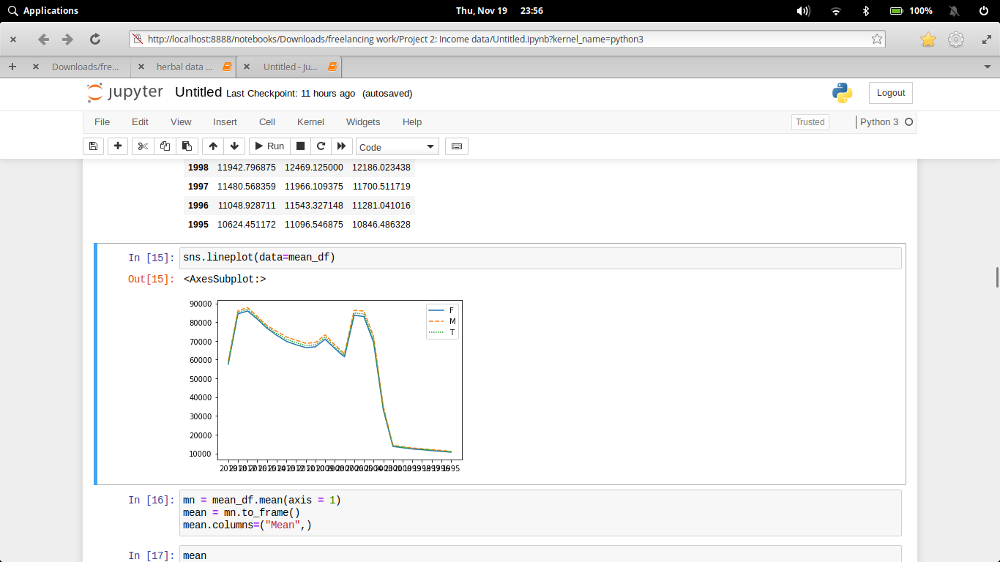 Applications
Thu, Nov 19 23:56
100%
http://localhost:8888/notebooks/Downloads/freelancing work/Project 2: Income data/Untitled.ipynb?kernel_name=python3
Downloads/fre...
herbal data ...
Untitled - Ju...
jupyter Untitled Last Checkpoint: 11 hours ago (autosaved)
Logout
File Edit View Insert Cell Kernel Widgets Help
Trusted
Python 3
Run
Code
1998 11942.796875 12469.125000 12186.023438
1997 11480.568359 11966.109375 11700.511719
1996 11048.928711 11543.327148 11281.041016
1995 10624.451172 11096.546875 10846.486328
In [15]: sns.lineplot(data=mean_df)
Out[15]: <AxesSubplot:>
90000
80000
70000
60000
50000
40000
30000
20000
10000
F
M
T
In [16]: mn = mean_df.mean(axis = 1)
mean = mn.to_frame()
mean.columns=("Mean",)
In [17]: mean